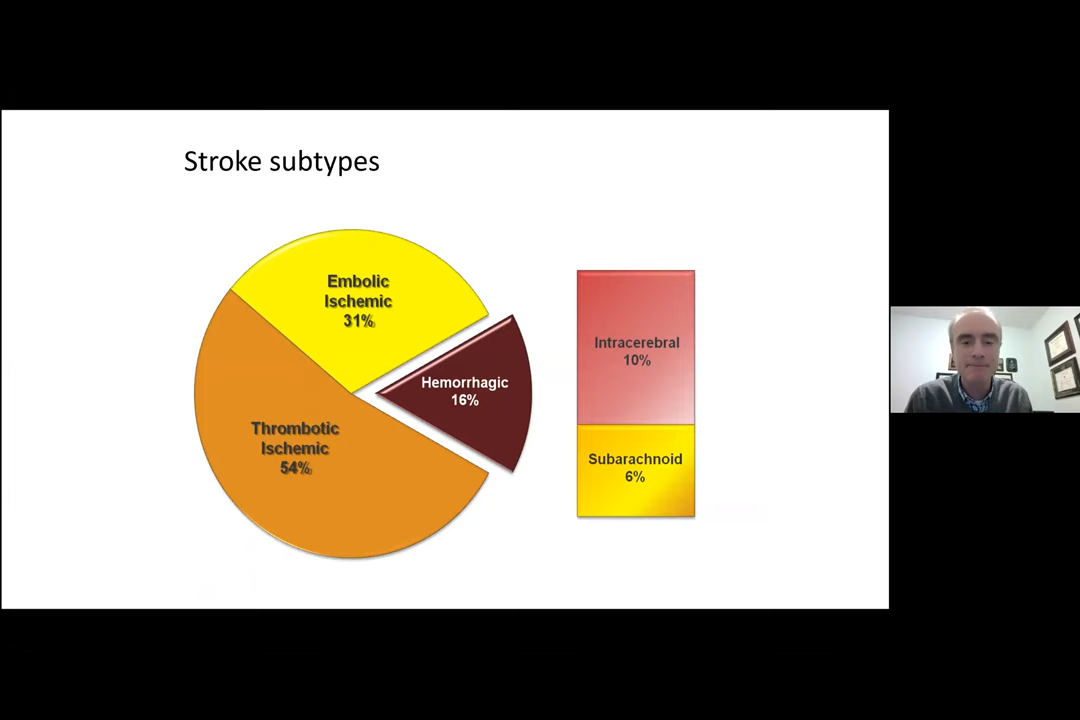 Stroke subtypes
Embolic
Ischemic
31%
Hemorrhagic
16%
Thrombotic
Ischemic
54%
Intracerebral
10%
Subarachnoid
6%